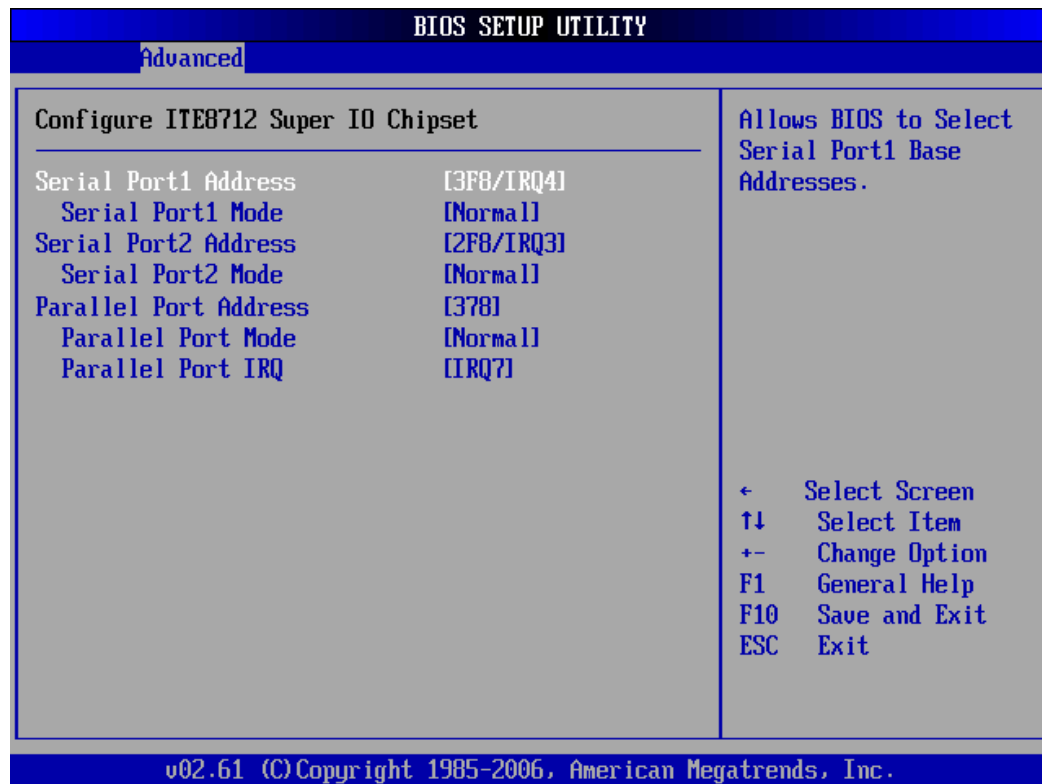 BIOS SETUP UTILITY
Advanced
Configure ITE8712 Super IO Chipset
Serial Port1 Address [3F8/IRQ4]
Serial Port1 Mode [Normal]
Serial Port2 Address [2F8/IRQ3]
Serial Port2 Mode [Normal]
Parallel Port Address [378]
Parallel Port Mode [Normal]
Parallel Port IRQ [IRQ7]
Allows BIOS to Select
Serial Port1 Base
Addresses.
← Select Screen
↑↓ Select Item
+- Change Option
F1 General Help
F10 Save and Exit
ESC Exit
v02.61 (C)Copyright 1985-2006, American Megatrends, Inc.